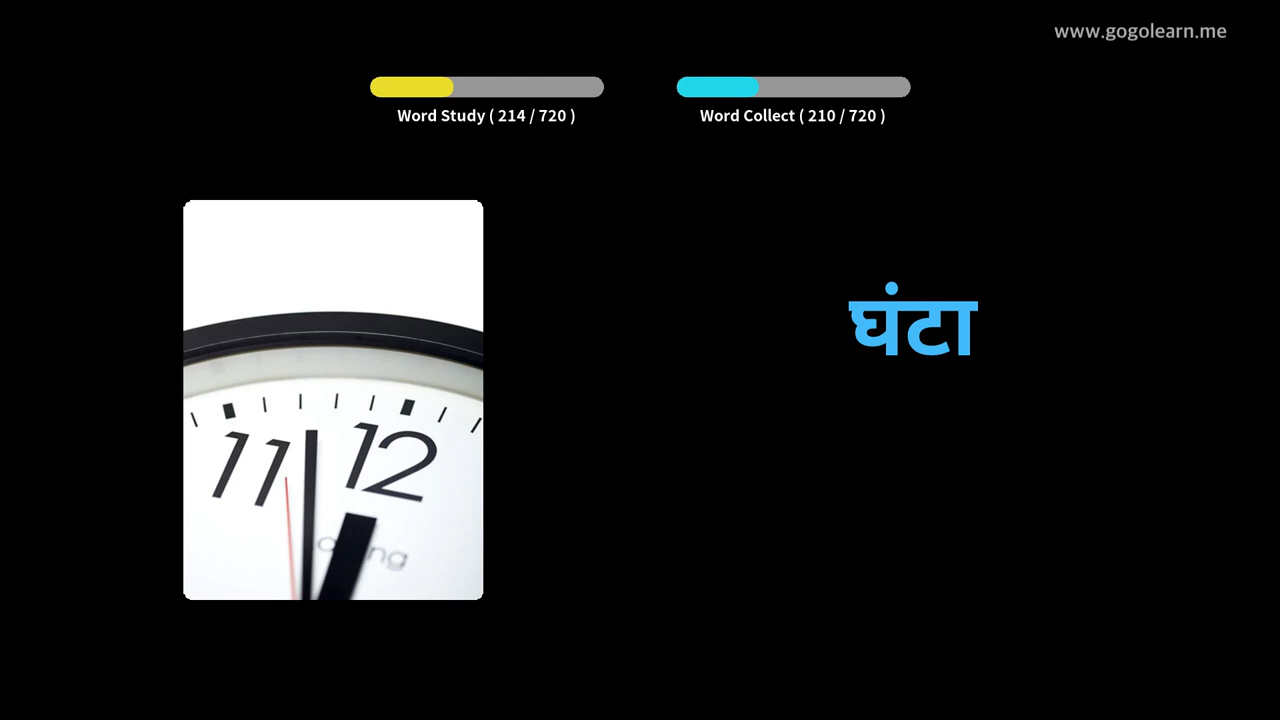 www.gogolearn.me
Word Study ( 214 / 720 )
Word Collect ( 210 / 720 )
घंटा
11 12